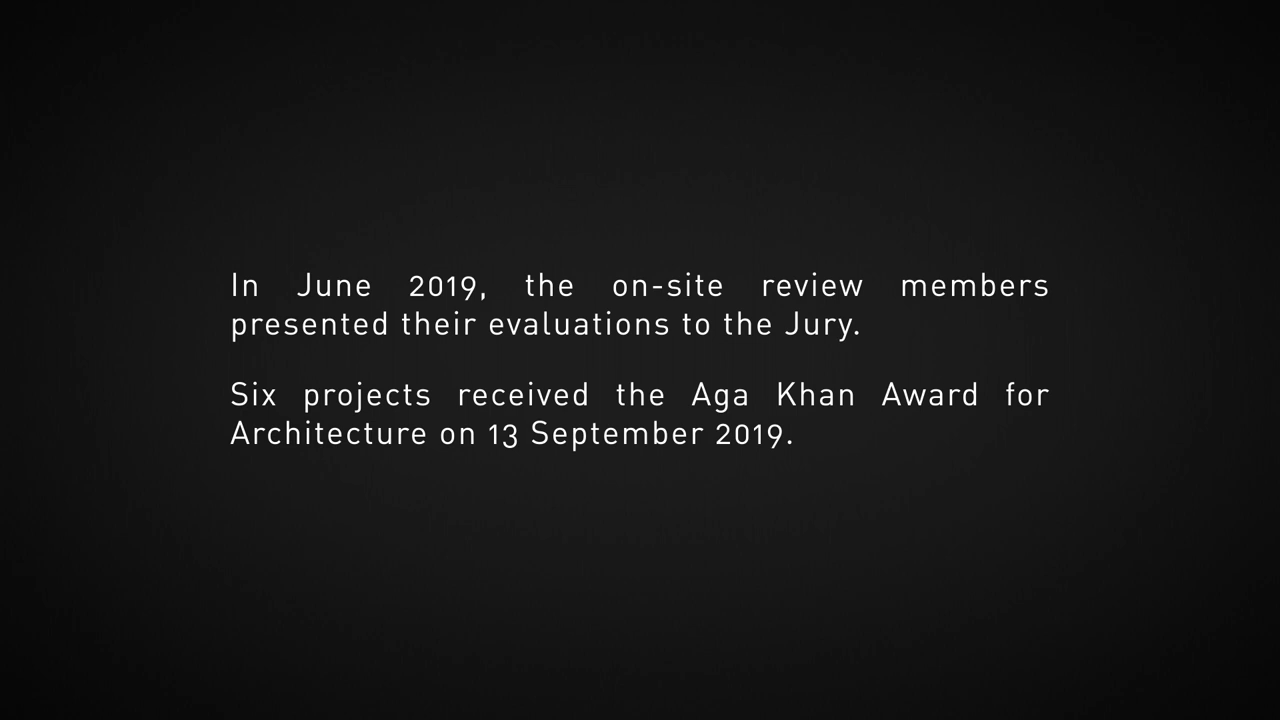 In June 2019, the on-site review members
presented their evaluations to the Jury.
Six projects received the Aga Khan Award for
Architecture on 13 September 2019.